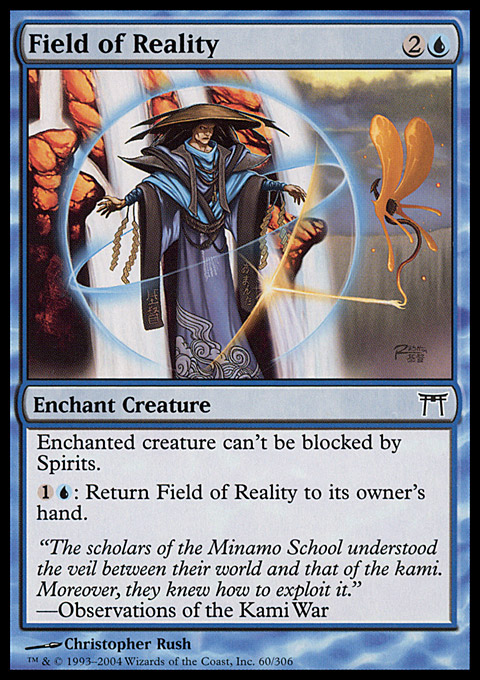 Field of Reality 2
Enchant Creature
Enchanted creature can't be blocked by
Spirits.
1 : Return Field of Reality to its owner's
hand.
"The scholars of the Minamo School understood
the veil between their world and that of the kami.
Moreover, they knew how to exploit it."
—Observations of the Kami War
Christopher Rush
™ & © 1993–2004 Wizards of the Coast, Inc. 60/306